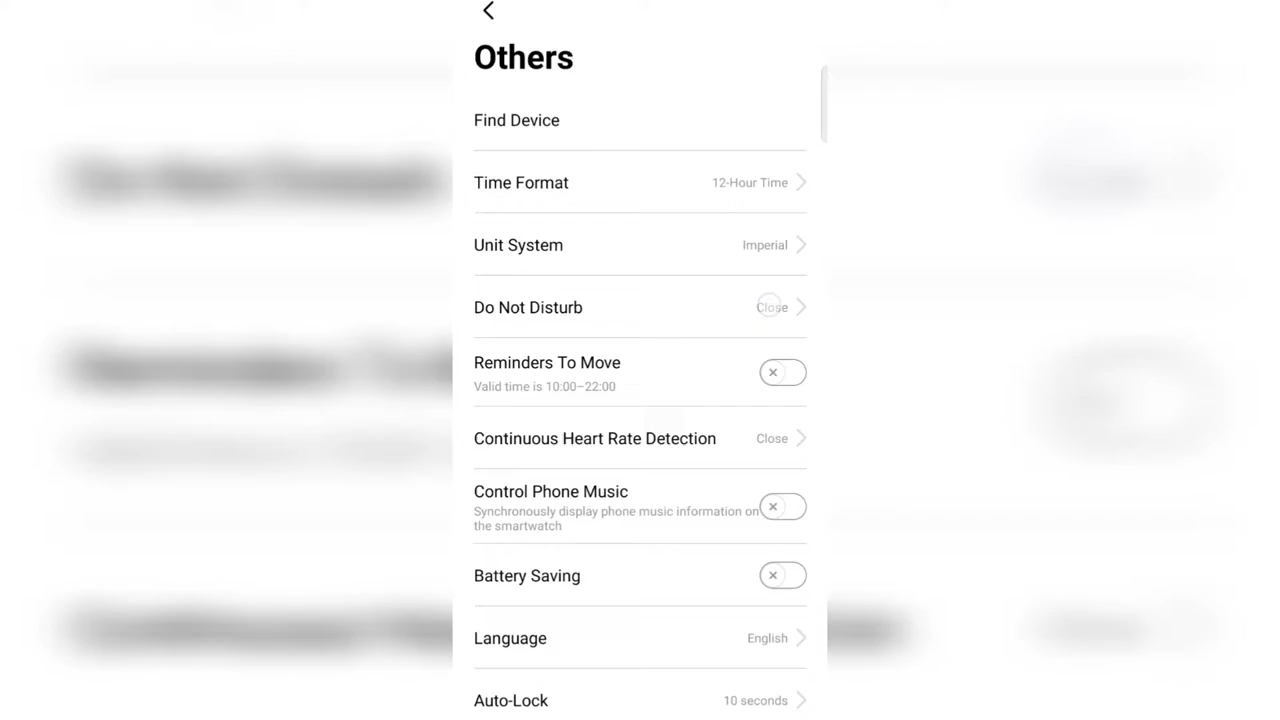 Others
Find Device
Time Format 12-Hour Time
Unit System Imperial
Do Not Disturb Close
Reminders To Move
Valid time is 10:00–22:00
Continuous Heart Rate Detection Close
Control Phone Music
Synchronously display phone music information on
the smartwatch
Battery Saving
Language English
Auto-Lock 10 seconds